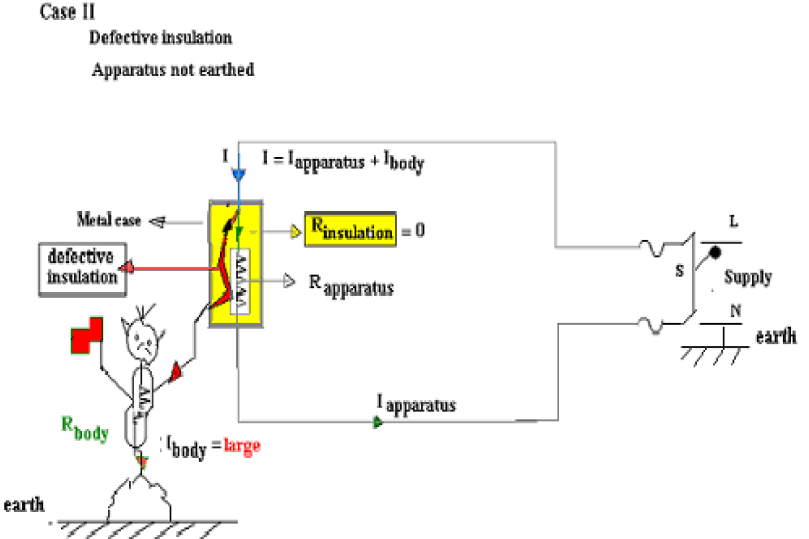 Case II
Defective insulation
Apparatus not earthed
I
I = Iapparatus + Ibody
Metal case
Rinsulation = 0
L
defective
insulation
S
Supply
Rapparatus
N
earth
I apparatus
Rbody
Ibody = large
earth